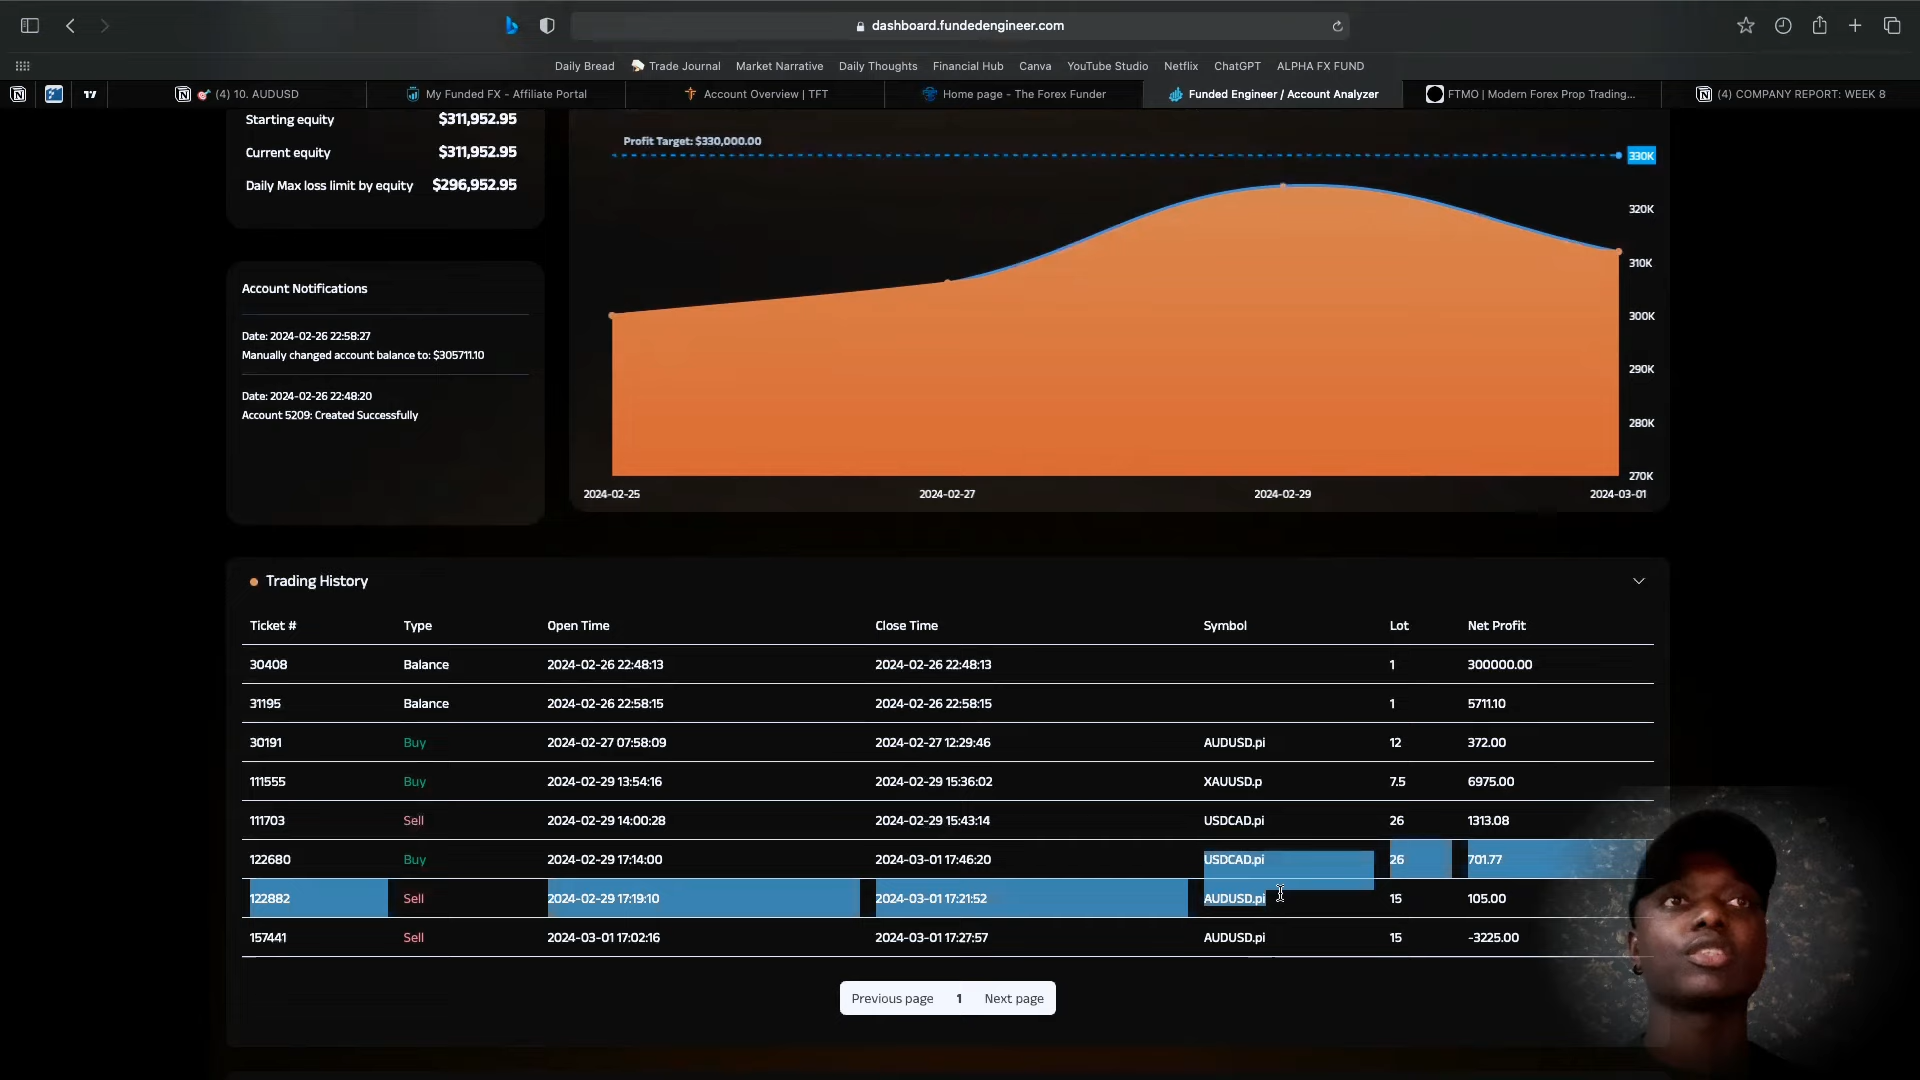 dashboard.fundedengineer.com
Daily Bread Trade Journal Market Narrative Daily Thoughts Financial Hub Canva YouTube Studio Netflix ChatGPT ALPHA FX FUND
(4) 10. AUDUSD My Funded FX - Affiliate Portal Account Overview | TFT Home page - The Forex Funder Funded Engineer / Account Analyzer FTMO | Modern Forex Prop Trading... (4) COMPANY REPORT: WEEK 8
Starting equity $311,952.95
Current equity $311,952.95
Daily Max loss limit by equity $296,952.95
Account Notifications
Date: 2024-02-26 22:58:27
Manually changed account balance to: $305711.10
Date: 2024-02-26 22:48:20
Account 5209: Created Successfully
Profit Target: $330,000.00
330K
320K
310K
300K
290K
280K
270K
2024-02-25 2024-02-27 2024-02-29 2024-03-01
Trading History
Ticket # Type Open Time Close Time Symbol Lot Net Profit
30408 Balance 2024-02-26 22:48:13 2024-02-26 22:48:13 1 300000.00
31195 Balance 2024-02-26 22:58:15 2024-02-26 22:58:15 1 5711.10
30191 Buy 2024-02-27 07:58:09 2024-02-27 12:29:46 AUDUSD.pi 12 372.00
111555 Buy 2024-02-29 13:54:16 2024-02-29 15:36:02 XAUUSD.p 7.5 6975.00
111703 Sell 2024-02-29 14:00:28 2024-02-29 15:43:14 USDCAD.pi 26 1313.08
122680 Buy 2024-02-29 17:14:00 2024-03-01 17:46:20 USDCAD.pi 26 701.77
122882 Sell 2024-02-29 17:19:10 2024-03-01 17:21:52 AUDUSD.pi 15 105.00
157441 Sell 2024-03-01 17:02:16 2024-03-01 17:27:57 AUDUSD.pi 15 -3225.00
Previous page 1 Next page